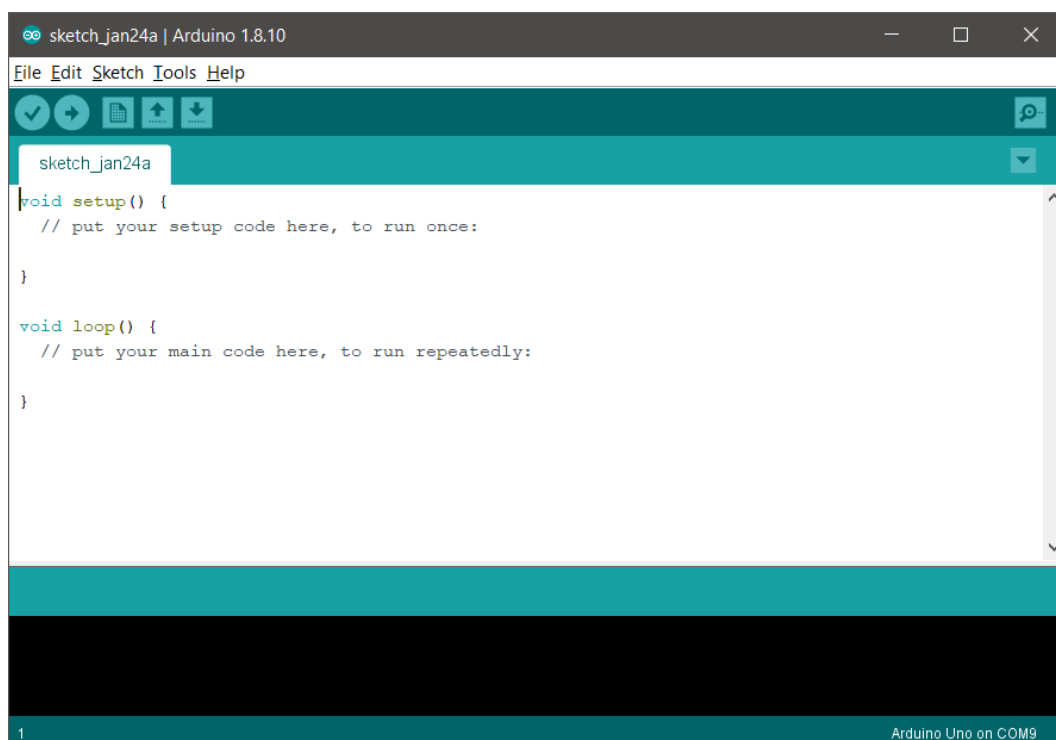 sketch_jan24a | Arduino 1.8.10
File Edit Sketch Tools Help
sketch_jan24a
void setup() {
  // put your setup code here, to run once:
}
void loop() {
  // put your main code here, to run repeatedly:
}
1
Arduino Uno on COM9